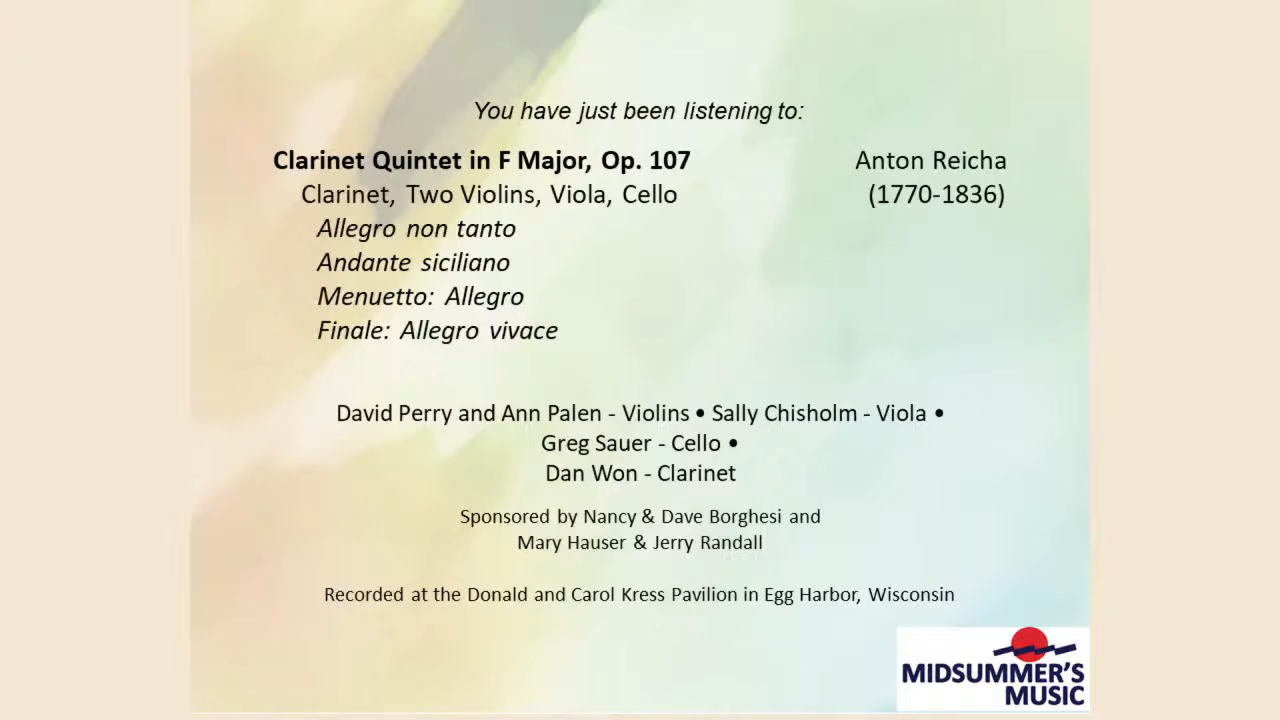 You have just been listening to:
Clarinet Quintet in F Major, Op. 107 Anton Reicha
Clarinet, Two Violins, Viola, Cello (1770-1836)
Allegro non tanto
Andante siciliano
Menuetto: Allegro
Finale: Allegro vivace
David Perry and Ann Palen - Violins • Sally Chisholm - Viola •
Greg Sauer - Cello •
Dan Won - Clarinet
Sponsored by Nancy & Dave Borghesi and
Mary Hauser & Jerry Randall
Recorded at the Donald and Carol Kress Pavilion in Egg Harbor, Wisconsin
MIDSUMMER'S
MUSIC